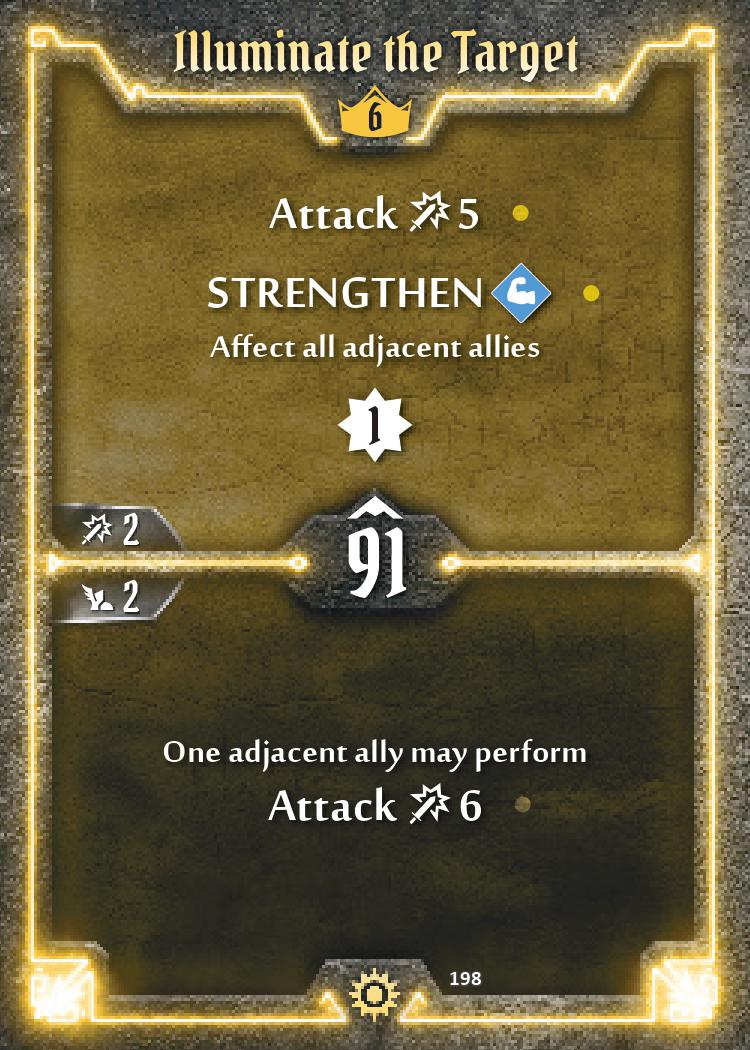 Illuminate the Target
6
Attack 5
STRENGTHEN
Affect all adjacent allies
1
2
91
2
One adjacent ally may perform
Attack 6
198